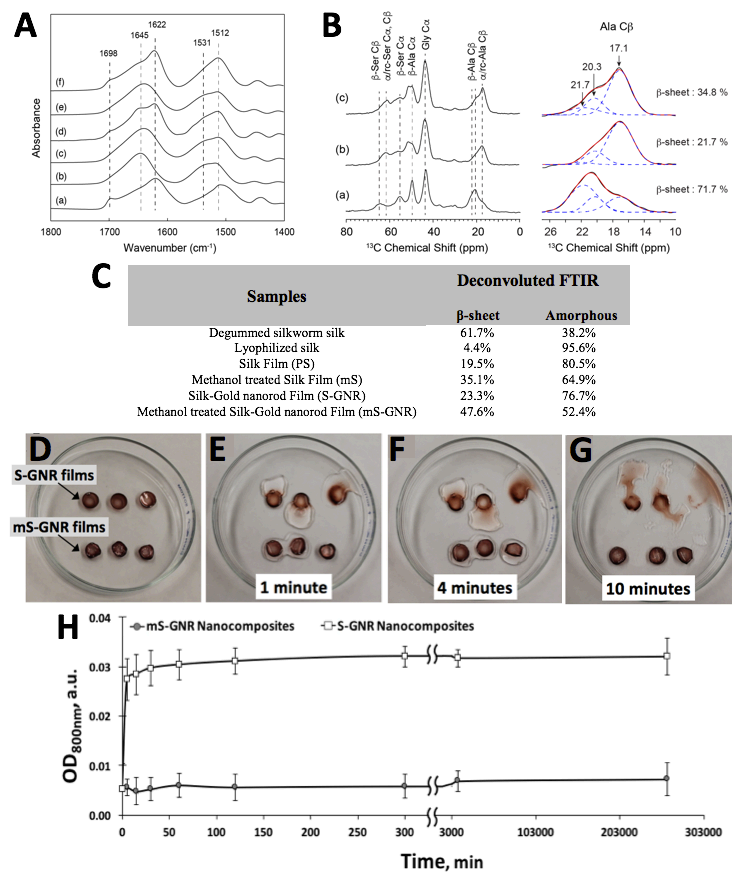 A
1698
1645
1622
1531
1512
(f)
(e)
(d)
(c)
(b)
(a)
Absorbance
1800
1700
1600
1500
1400
Wavenumber (cm-1)
B
β-Ser Cβ
α/rc-Ser Cα, Cβ
β-Ser Cα
β-Ala Cα
Gly Cα
β-Ala Cβ
α/rc-Ala Cβ
(c)
(b)
(a)
80 60 40 20 0
13C Chemical Shift (ppm)
Ala Cβ
17.1
20.3
21.7
β-sheet : 34.8 %
β-sheet : 21.7 %
β-sheet : 71.7 %
26 22 18 14 10
13C Chemical Shift (ppm)
C
Samples
Deconvoluted FTIR
β-sheet Amorphous
Degummed silkworm silk 61.7% 38.2%
Lyophilized silk 4.4% 95.6%
Silk Film (PS) 19.5% 80.5%
Methanol treated Silk Film (mS) 35.1% 64.9%
Silk-Gold nanorod Film (S-GNR) 23.3% 76.7%
Methanol treated Silk-Gold nanorod Film (mS-GNR) 47.6% 52.4%
D
S-GNR films
mS-GNR films
E
1 minute
F
4 minutes
G
10 minutes
H
mS-GNR Nanocomposites
S-GNR Nanocomposites
0.04
0.03
0.02
0.01
0.00
OD800nm, a.u.
0 50 100 150 200 250 300 3000 103000 203000 303000
Time, min